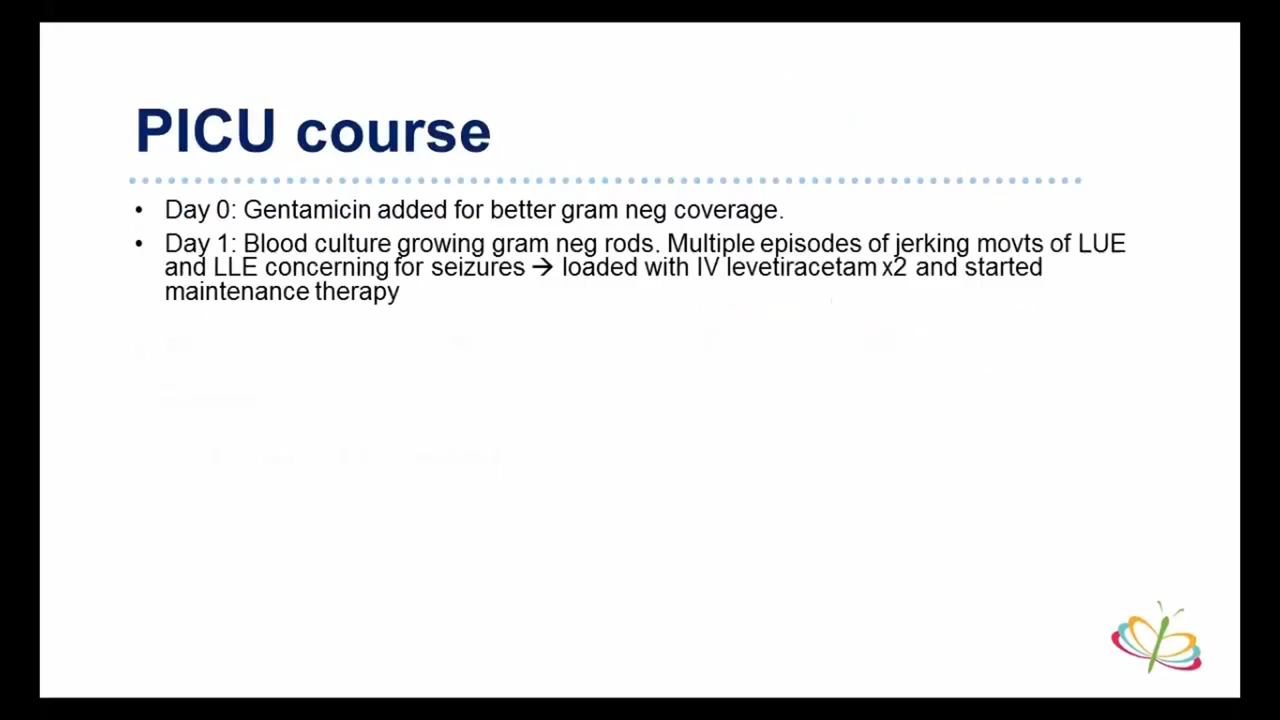 PICU course
• Day 0: Gentamicin added for better gram neg coverage.
• Day 1: Blood culture growing gram neg rods. Multiple episodes of jerking movts of LUE
and LLE concerning for seizures → loaded with IV levetiracetam x2 and started
maintenance therapy